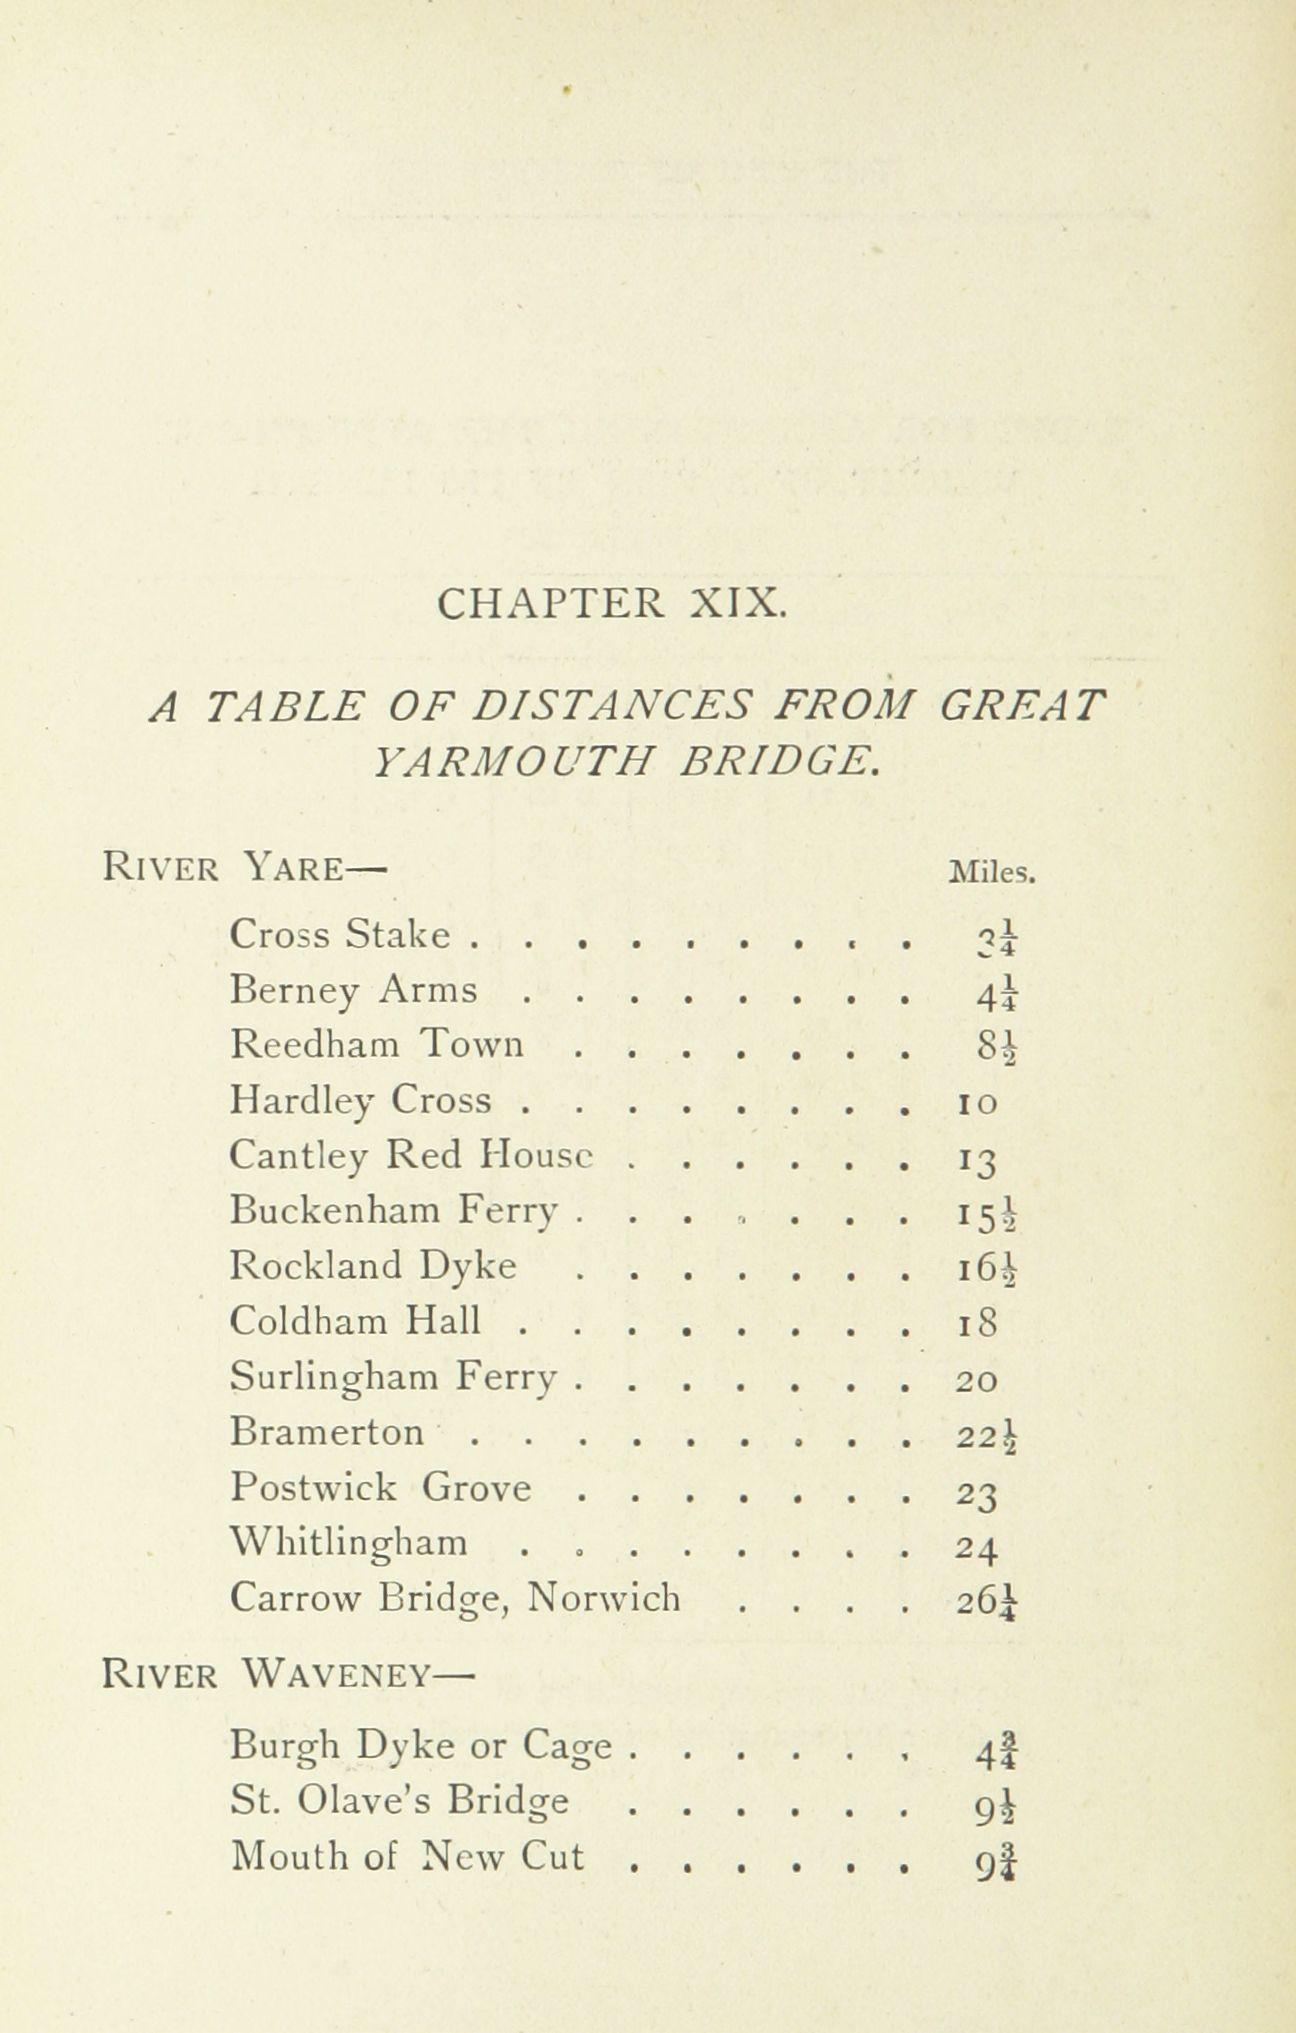 CHAPTER XIX.
A TABLE OF DISTANCES FROM GREAT
YARMOUTH BRIDGE.
RIVER YARE— Miles.
Cross Stake . . . . . . . . . 3¼
Berney Arms . . . . . . . . 4¼
Reedham Town . . . . . . . 8½
Hardley Cross . . . . . . . . 10
Cantley Red House . . . . . . 13
Buckenham Ferry . . . . . . . 15½
Rockland Dyke . . . . . . . 16½
Coldham Hall . . . . . . . . 18
Surlingham Ferry . . . . . . . 20
Bramerton . . . . . . . . . 22½
Postwick Grove . . . . . . . 23
Whitlingham . . . . . . . . 24
Carrow Bridge, Norwich . . . . 26¼
RIVER WAVENEY—
Burgh Dyke or Cage . . . . . . 4¾
St. Olave's Bridge . . . . . . 9½
Mouth of New Cut . . . . . . 9¾